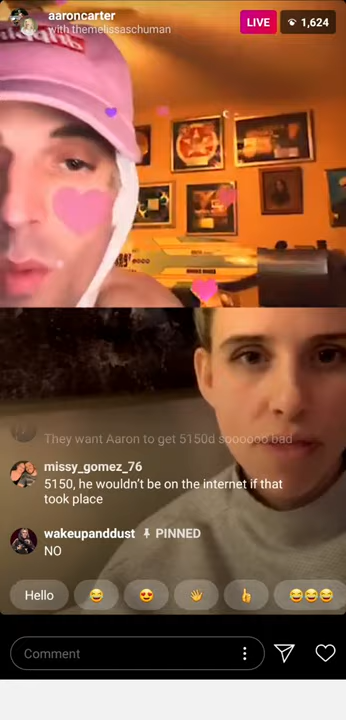 aaroncarter
with themelissaschuman
LIVE
1,624
They want Aaron to get 5150d soooooo bad
missy_gomez_76
5150, he wouldn't be on the internet if that
took place
wakeupanddust PINNED
NO
Hello
Comment